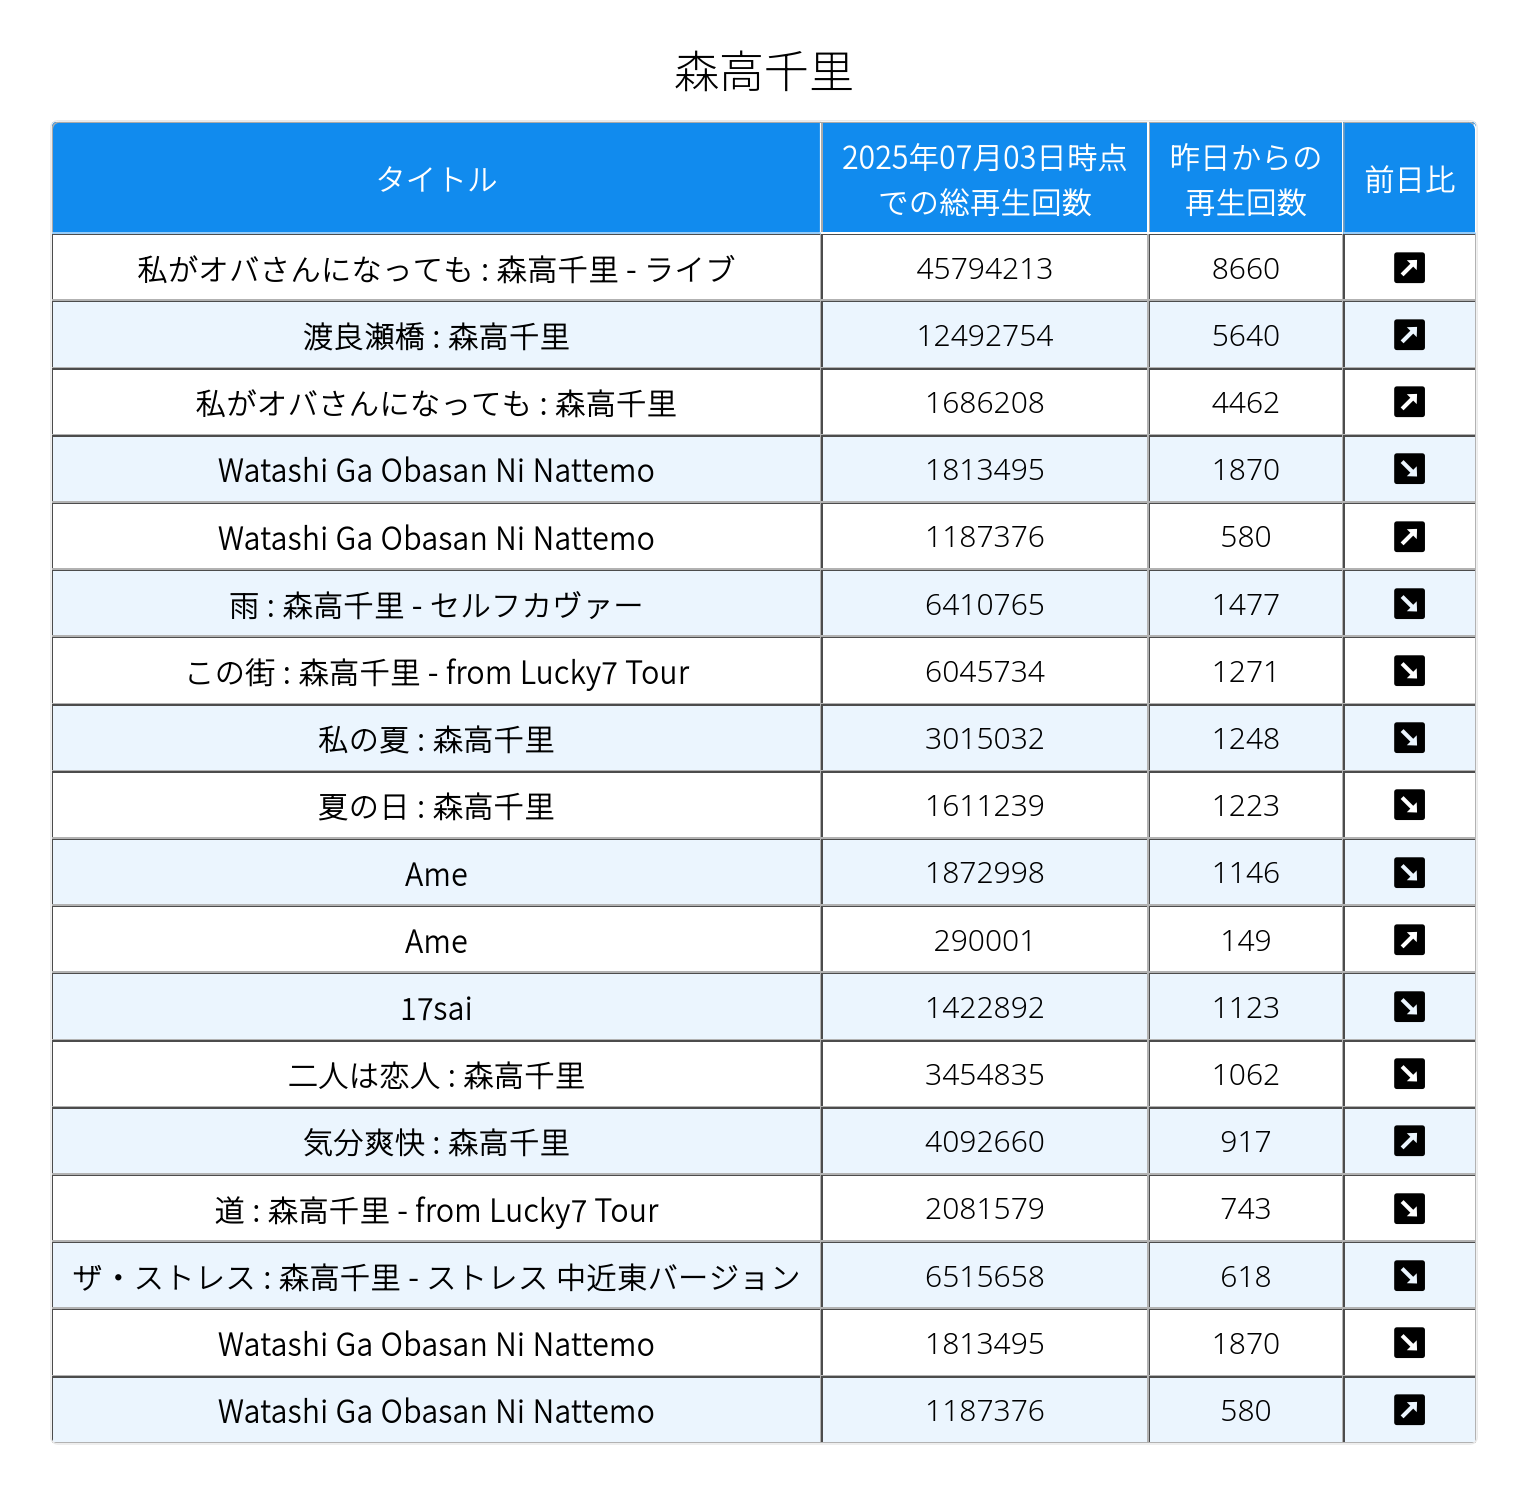 森高千里
タイトル
2025年07月03日時点
での総再生回数
昨日からの
再生回数
前日比
私がオバさんになっても : 森高千里 - ライブ 45794213 8660
渡良瀬橋 : 森高千里 12492754 5640
私がオバさんになっても : 森高千里 1686208 4462
Watashi Ga Obasan Ni Nattemo 1813495 1870
Watashi Ga Obasan Ni Nattemo 1187376 580
雨 : 森高千里 - セルフカヴァー 6410765 1477
この街 : 森高千里 - from Lucky7 Tour 6045734 1271
私の夏 : 森高千里 3015032 1248
夏の日 : 森高千里 1611239 1223
Ame 1872998 1146
Ame 290001 149
17sai 1422892 1123
二人は恋人 : 森高千里 3454835 1062
気分爽快 : 森高千里 4092660 917
道 : 森高千里 - from Lucky7 Tour 2081579 743
ザ・ストレス : 森高千里 - ストレス 中近東バージョン 6515658 618
Watashi Ga Obasan Ni Nattemo 1813495 1870
Watashi Ga Obasan Ni Nattemo 1187376 580